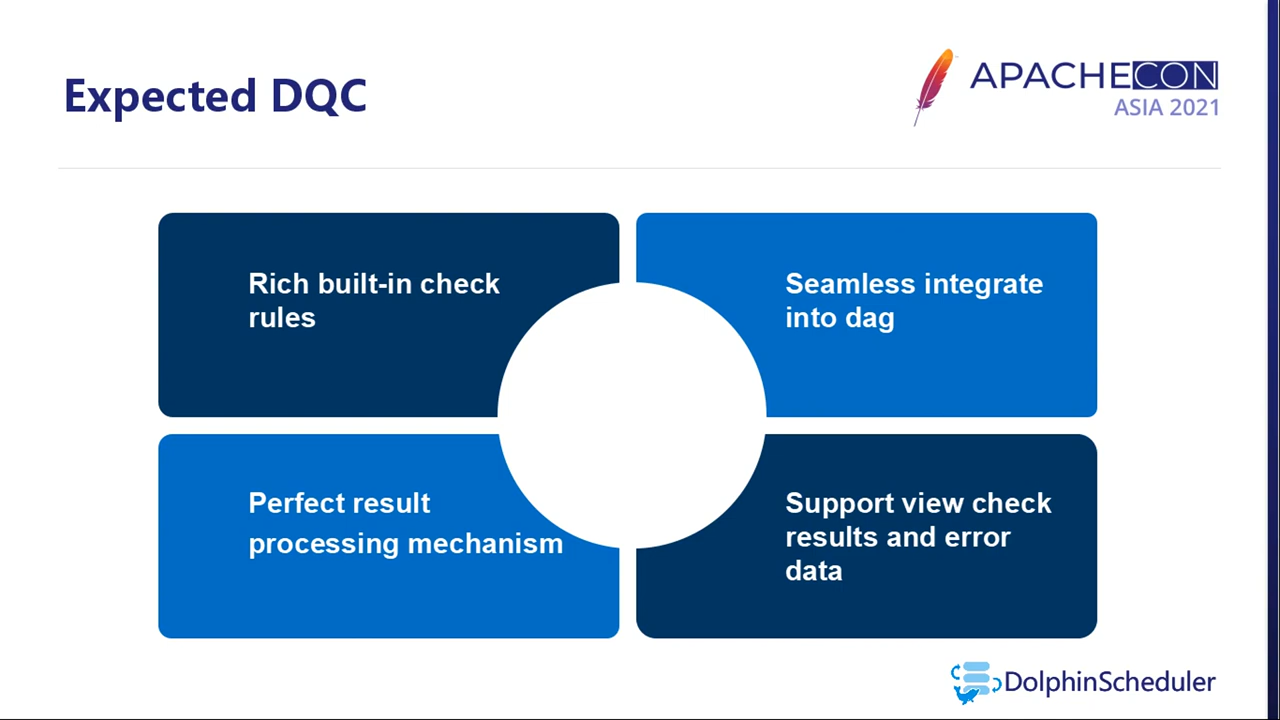 Expected DQC
APACHECON
ASIA 2021
Rich built-in check
rules
Seamless integrate
into dag
Perfect result
processing mechanism
Support view check
results and error
data
DolphinScheduler